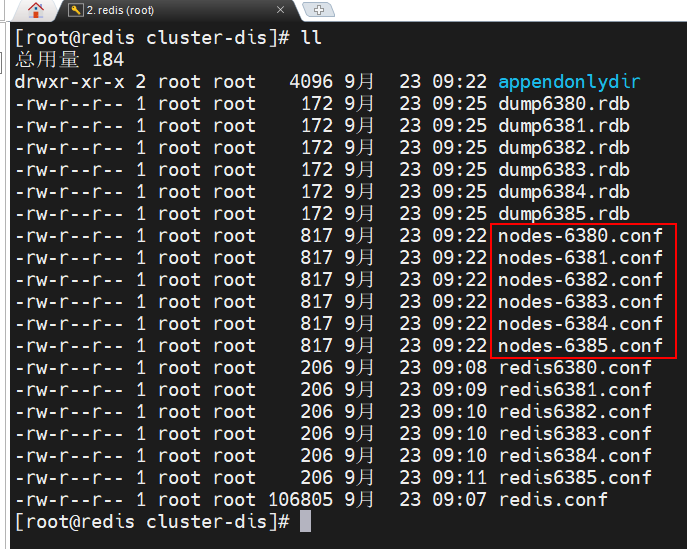 2. redis (root)
[root@redis cluster-dis]# ll
总用量 184
drwxr-xr-x 2 root root   4096 9月  23 09:22 appendonlydir
-rw-r--r-- 1 root root    172 9月  23 09:25 dump6380.rdb
-rw-r--r-- 1 root root    172 9月  23 09:25 dump6381.rdb
-rw-r--r-- 1 root root    172 9月  23 09:25 dump6382.rdb
-rw-r--r-- 1 root root    172 9月  23 09:25 dump6383.rdb
-rw-r--r-- 1 root root    172 9月  23 09:25 dump6384.rdb
-rw-r--r-- 1 root root    172 9月  23 09:25 dump6385.rdb
-rw-r--r-- 1 root root    817 9月  23 09:22 nodes-6380.conf
-rw-r--r-- 1 root root    817 9月  23 09:22 nodes-6381.conf
-rw-r--r-- 1 root root    817 9月  23 09:22 nodes-6382.conf
-rw-r--r-- 1 root root    817 9月  23 09:22 nodes-6383.conf
-rw-r--r-- 1 root root    817 9月  23 09:22 nodes-6384.conf
-rw-r--r-- 1 root root    817 9月  23 09:22 nodes-6385.conf
-rw-r--r-- 1 root root    206 9月  23 09:08 redis6380.conf
-rw-r--r-- 1 root root    206 9月  23 09:09 redis6381.conf
-rw-r--r-- 1 root root    206 9月  23 09:10 redis6382.conf
-rw-r--r-- 1 root root    206 9月  23 09:10 redis6383.conf
-rw-r--r-- 1 root root    206 9月  23 09:10 redis6384.conf
-rw-r--r-- 1 root root    206 9月  23 09:11 redis6385.conf
-rw-r--r-- 1 root root 106805 9月  23 09:07 redis.conf
[root@redis cluster-dis]#